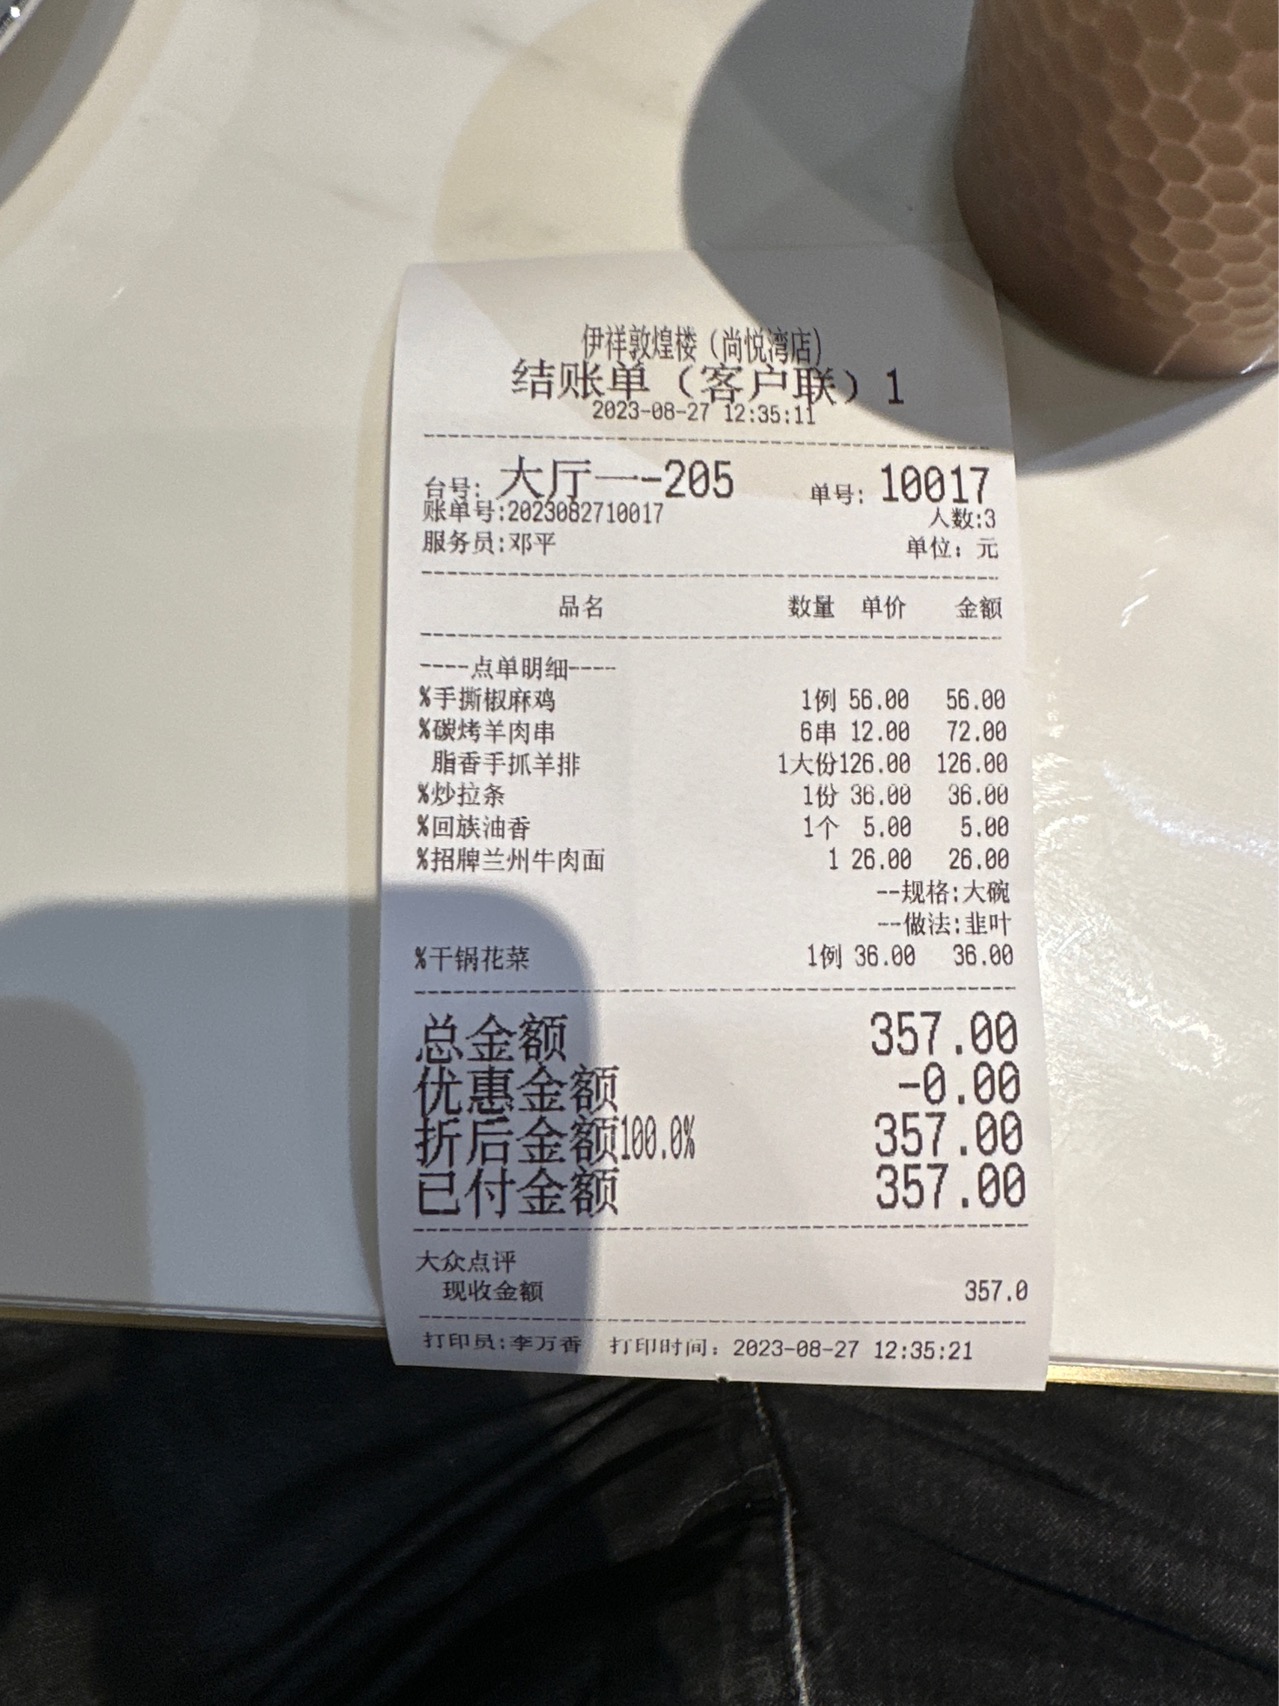 伊祥敦煌楼（尚悦湾店）
结账单（客户联）1
2023-08-27 12:35:11
台号: 大厅一-205 单号: 10017
账单号:2023082710017 人数:3
服务员:邓平 单位: 元
品名 数量 单价 金额
----点单明细----
%手撕椒麻鸡 1例 56.00 56.00
%碳烤羊肉串 6串 12.00 72.00
脂香手抓羊排 1大份126.00 126.00
%炒拉条 1份 36.00 36.00
%回族油香 1个 5.00 5.00
%招牌兰州牛肉面 1 26.00 26.00
--规格:大碗
--做法:韭叶
%干锅花菜 1例 36.00 36.00
总金额 357.00
优惠金额 -0.00
折后金额100.0% 357.00
已付金额 357.00
大众点评
现收金额 357.0
打印员:李万香 打印时间: 2023-08-27 12:35:21